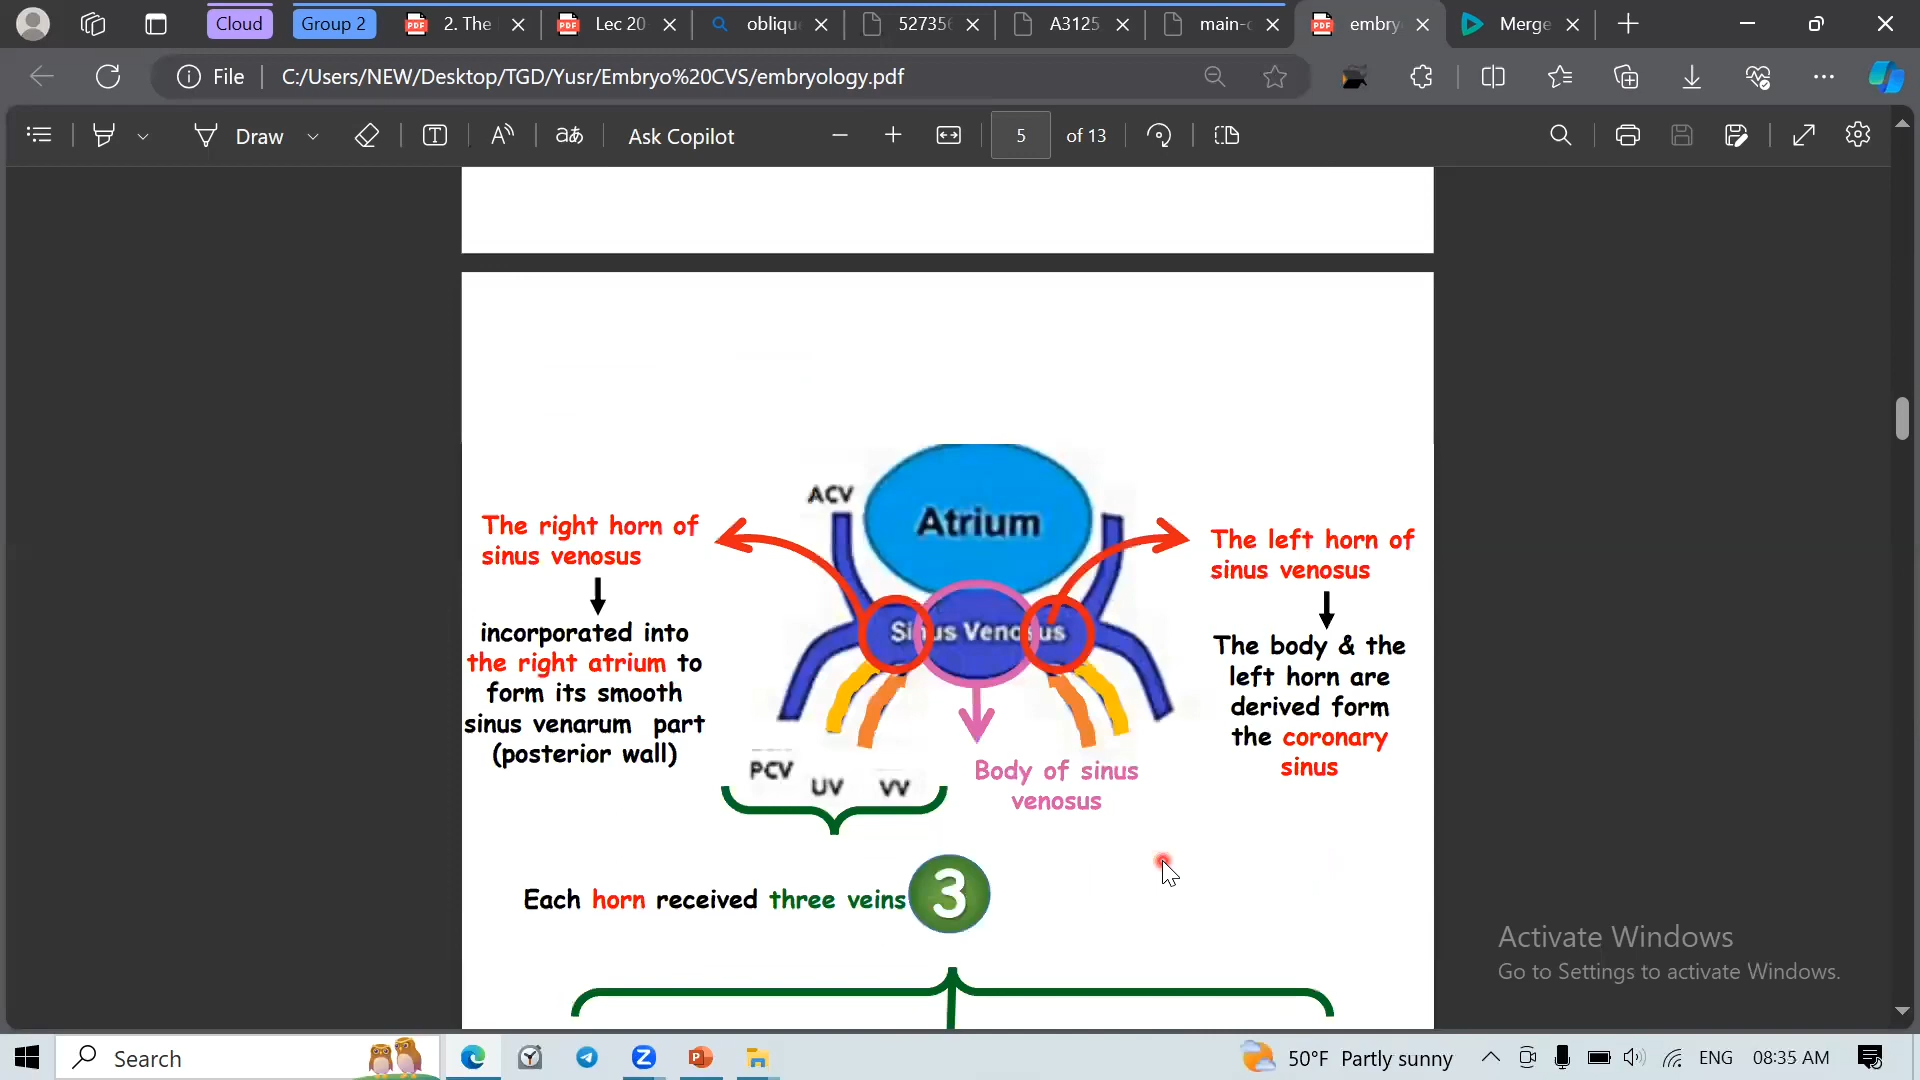 Cloud
Group 2
2. The
Lec 20
obliqu
527356
A3125
main-
embry
Merge
File
C:/Users/NEW/Desktop/TGD/Yusr/Embryo%20CVS/embryology.pdf
Draw
Ask Copilot
5
of 13
ACV
Atrium
The right horn of
sinus venosus
incorporated into
the right atrium to
form its smooth
sinus venarum part
(posterior wall)
The left horn of
sinus venosus
The body & the
left horn are
derived form
the coronary
sinus
Sinus Venosus
PCV
UV
VV
Body of sinus
venosus
Each horn received three veins
3
Activate Windows
Go to Settings to activate Windows.
Search
50°F Partly sunny
ENG
08:35 AM